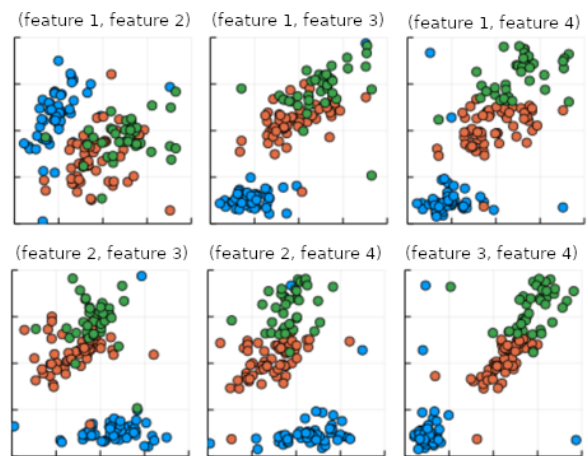 (feature 1, feature 2)
(feature 1, feature 3)
(feature 1, feature 4)
(feature 2, feature 3)
(feature 2, feature 4)
(feature 3, feature 4)